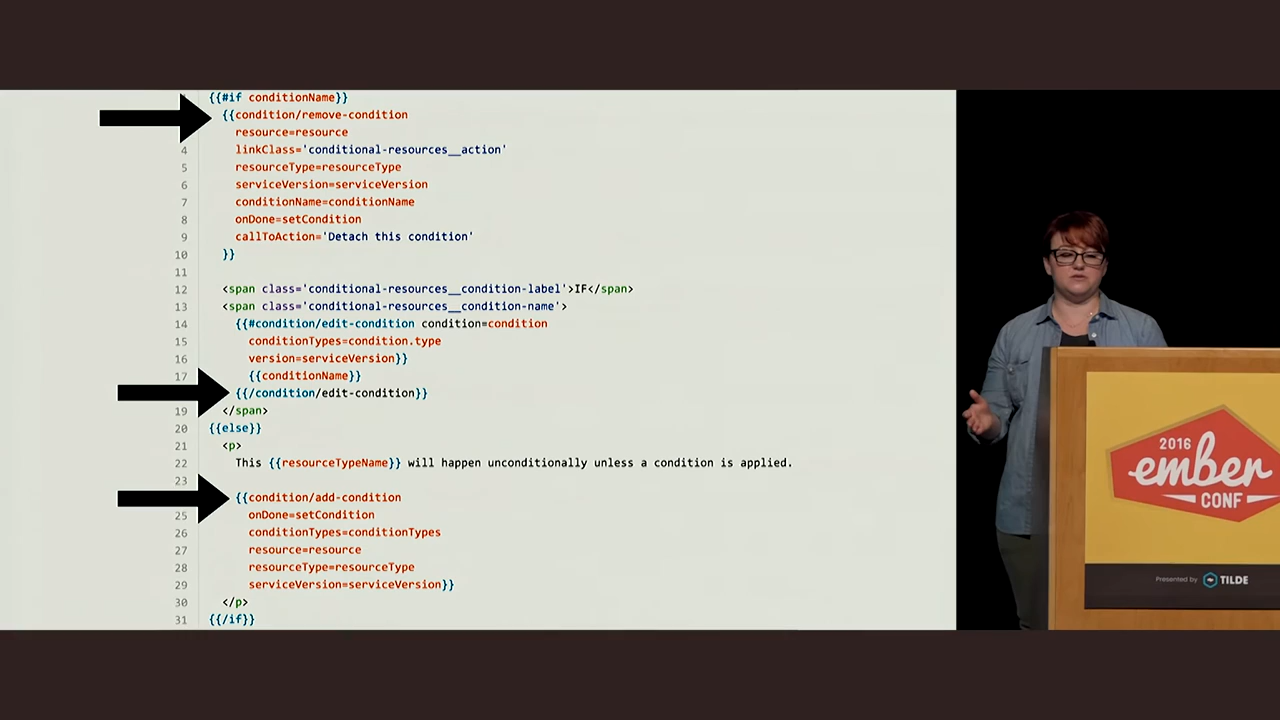 {{#if conditionName}}
{{condition/remove-condition
resource=resource
4 linkClass='conditional-resources__action'
5 resourceType=resourceType
6 serviceVersion=serviceVersion
7 conditionName=conditionName
8 onDone=setCondition
9 callToAction='Detach this condition'
10 }}
11
12 <span class='conditional-resources__condition-label'>IF</span>
13 <span class='conditional-resources__condition-name'>
14 {{#condition/edit-condition condition=condition
15 conditionTypes=condition.type
16 version=serviceVersion}}
17 {{conditionName}}
{{/condition/edit-condition}}
19 </span>
20 {{else}}
21 <p>
22 This {{resourceTypeName}} will happen unconditionally unless a condition is applied.
23
{{condition/add-condition
25 onDone=setCondition
26 conditionTypes=conditionTypes
27 resource=resource
28 resourceType=resourceType
29 serviceVersion=serviceVersion}}
30 </p>
31 {{/if}}
2016
ember
CONF
Presented by TILDE